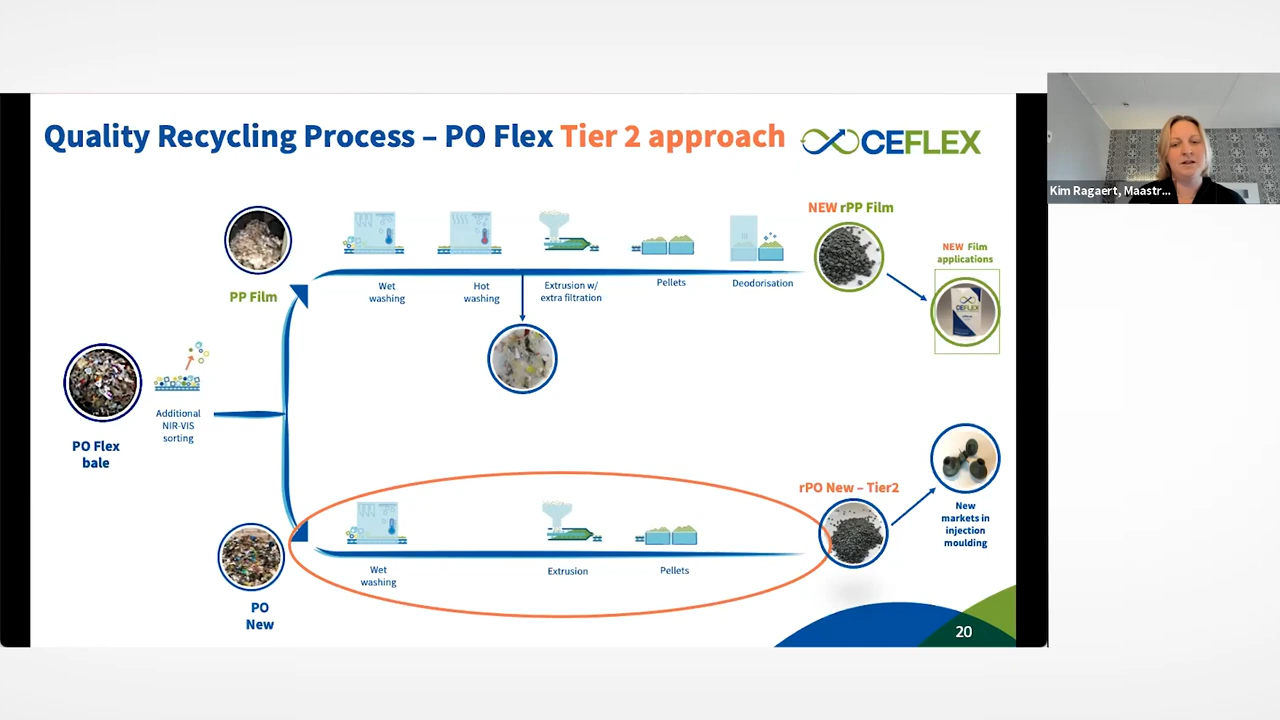 Quality Recycling Process – PO Flex Tier 2 approach
CEFLEX
Kim Ragaert, Maastr...
NEW rPP Film
NEW Film
applications
CEFLEX
PP Film
Wet
washing
Hot
washing
Extrusion w/
extra filtration
Pellets
Deodorisation
Additional
NIR-VIS
sorting
PO Flex
bale
rPO New – Tier2
New
markets in
injection
moulding
Wet
washing
Extrusion
Pellets
PO
New
20